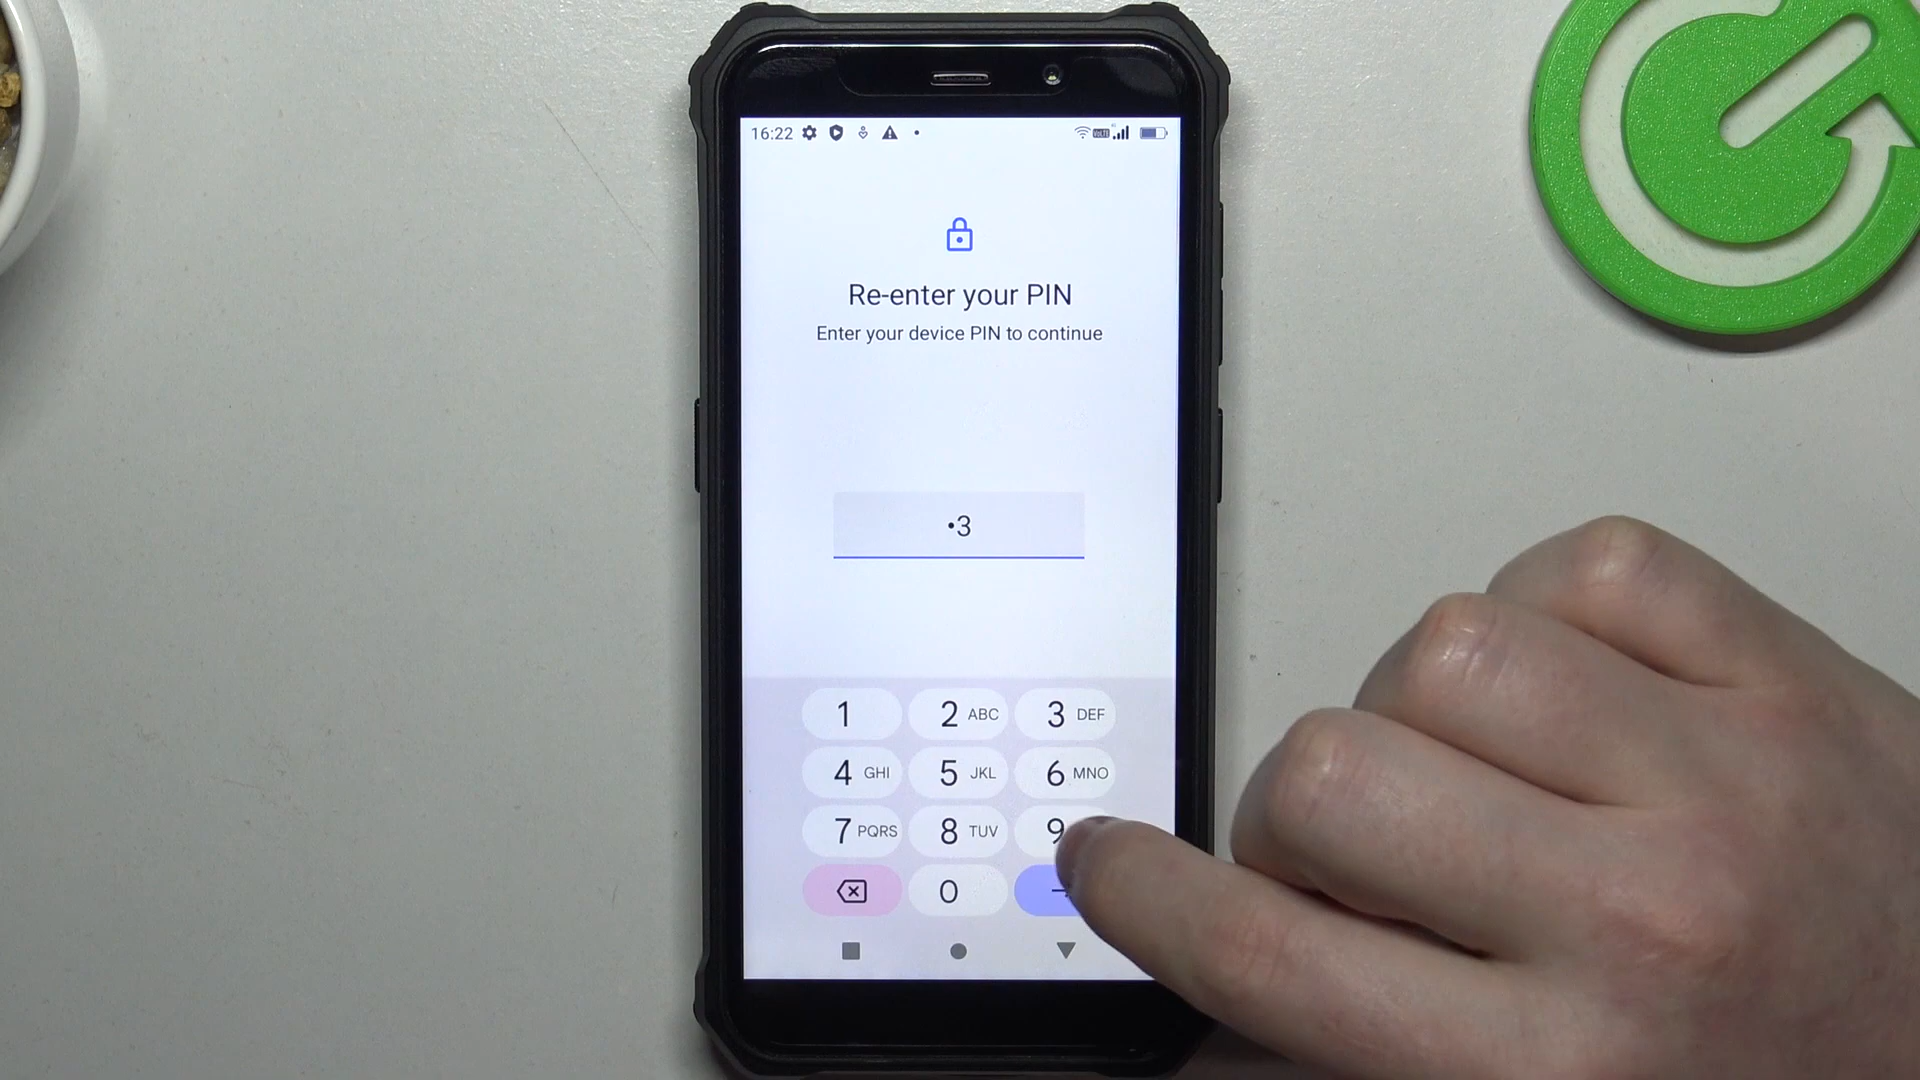 16:22
VoLTE
Re-enter your PIN
Enter your device PIN to continue
•3
1 2 ABC 3 DEF
4 GHI 5 JKL 6 MNO
7 PQRS 8 TUV 9
0